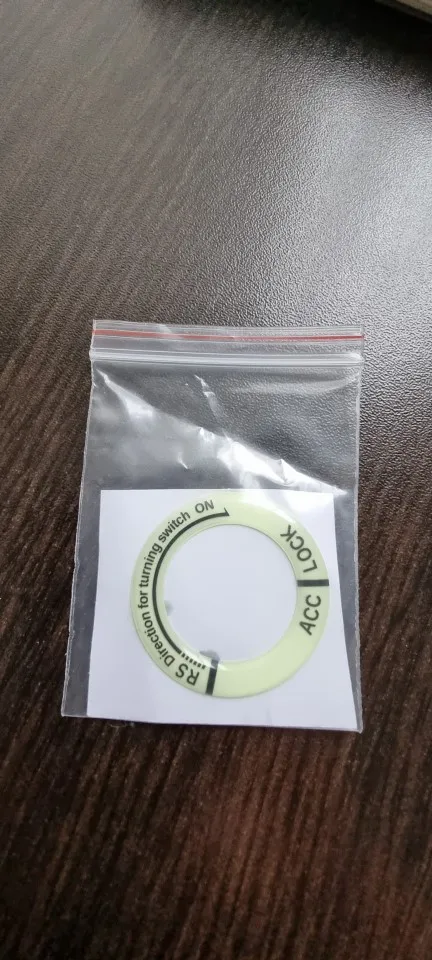 LOCK
ACC
RS Direction for turning switch ON